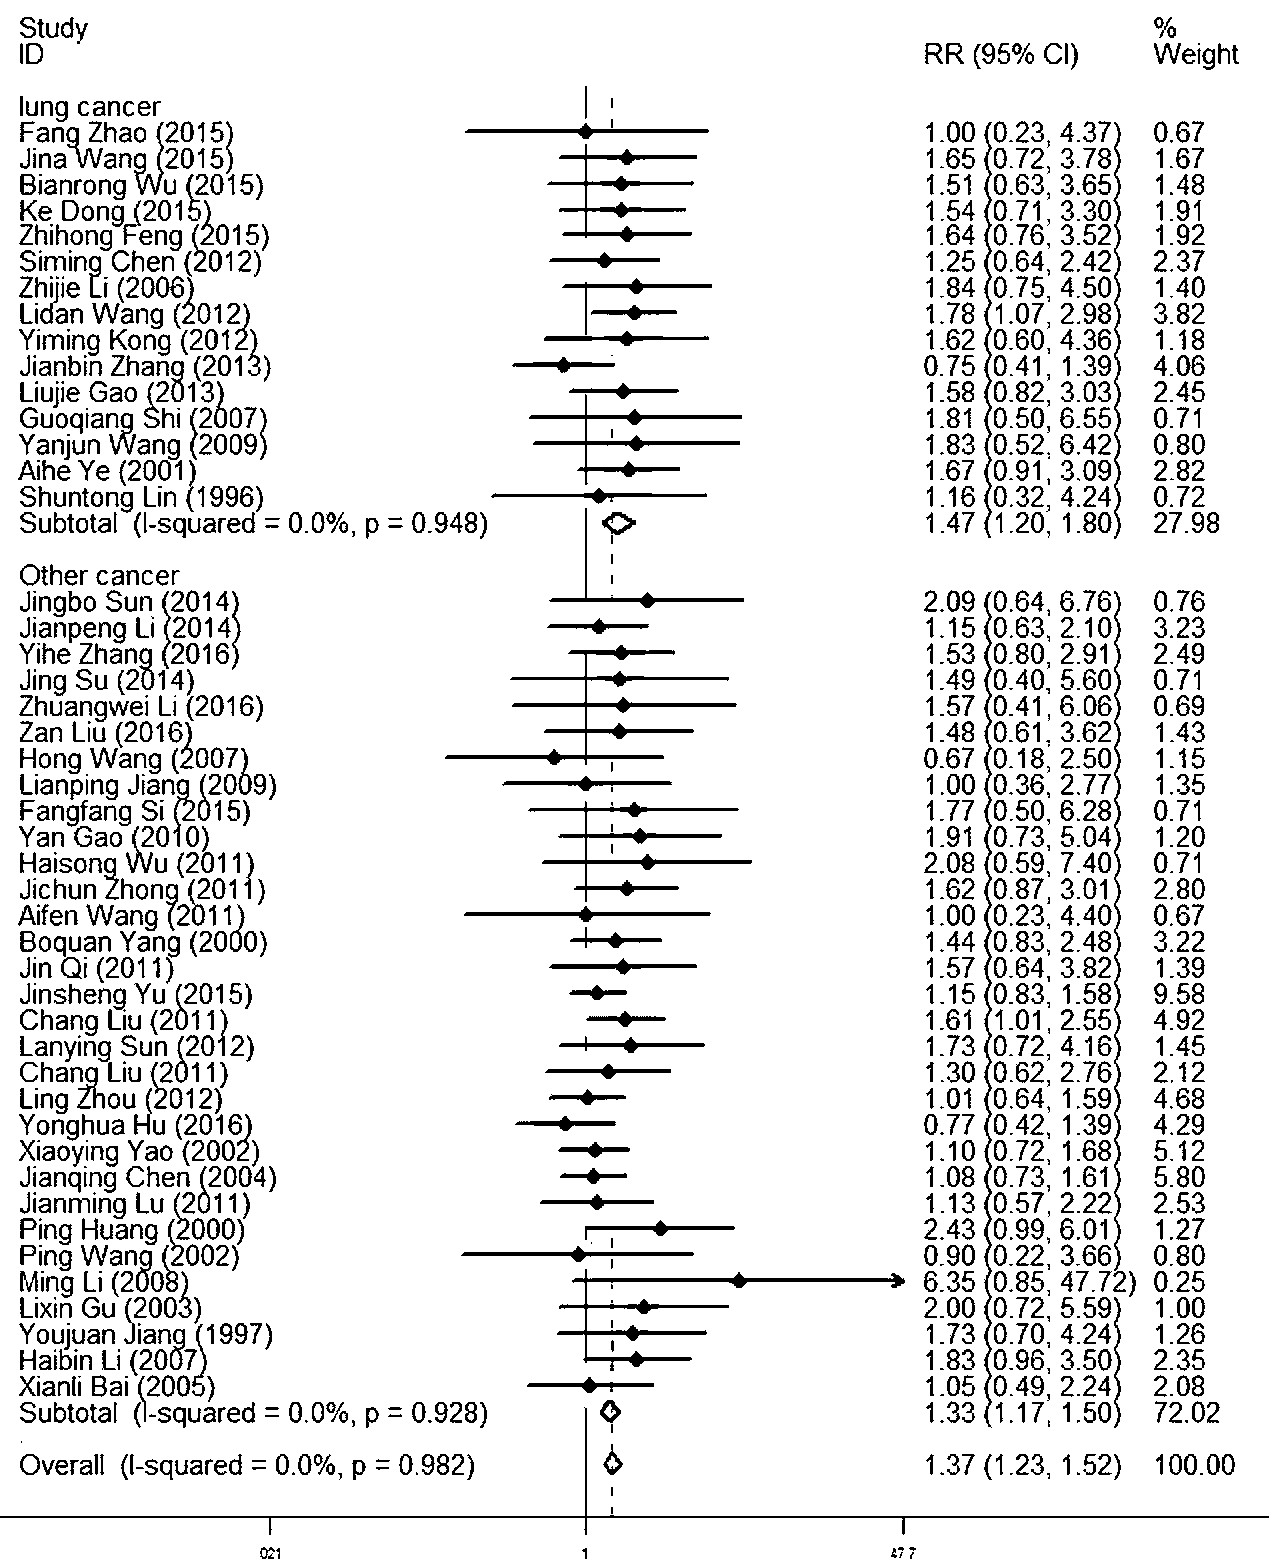 Study %
ID RR (95% CI) Weight
lung cancer
Fang Zhao (2015) 1.00 (0.23, 4.37) 0.67
Jina Wang (2015) 1.65 (0.72, 3.78) 1.67
Bianrong Wu (2015) 1.51 (0.63, 3.65) 1.48
Ke Dong (2015) 1.54 (0.71, 3.30) 1.91
Zhihong Feng (2015) 1.64 (0.76, 3.52) 1.92
Siming Chen (2012) 1.25 (0.64, 2.42) 2.37
Zhijie Li (2006) 1.84 (0.75, 4.50) 1.40
Lidan Wang (2012) 1.78 (1.07, 2.98) 3.82
Yiming Kong (2012) 1.62 (0.60, 4.36) 1.18
Jianbin Zhang (2013) 0.75 (0.41, 1.39) 4.06
Liujie Gao (2013) 1.58 (0.82, 3.03) 2.45
Guoqiang Shi (2007) 1.81 (0.50, 6.55) 0.71
Yanjun Wang (2009) 1.83 (0.52, 6.42) 0.80
Aihe Ye (2001) 1.67 (0.91, 3.09) 2.82
Shuntong Lin (1996) 1.16 (0.32, 4.24) 0.72
Subtotal (I-squared = 0.0%, p = 0.948) 1.47 (1.20, 1.80) 27.98
Other cancer
Jingbo Sun (2014) 2.09 (0.64, 6.76) 0.76
Jianpeng Li (2014) 1.15 (0.63, 2.10) 3.23
Yihe Zhang (2016) 1.53 (0.80, 2.91) 2.49
Jing Su (2014) 1.49 (0.40, 5.60) 0.71
Zhuangwei Li (2016) 1.57 (0.41, 6.06) 0.69
Zan Liu (2016) 1.48 (0.61, 3.62) 1.43
Hong Wang (2007) 0.67 (0.18, 2.50) 1.15
Lianping Jiang (2009) 1.00 (0.36, 2.77) 1.35
Fangfang Si (2015) 1.77 (0.50, 6.28) 0.71
Yan Gao (2010) 1.91 (0.73, 5.04) 1.20
Haisong Wu (2011) 2.08 (0.59, 7.40) 0.71
Jichun Zhong (2011) 1.62 (0.87, 3.01) 2.80
Aifen Wang (2011) 1.00 (0.23, 4.40) 0.67
Boquan Yang (2000) 1.44 (0.83, 2.48) 3.22
Jin Qi (2011) 1.57 (0.64, 3.82) 1.39
Jinsheng Yu (2015) 1.15 (0.83, 1.58) 9.58
Chang Liu (2011) 1.61 (1.01, 2.55) 4.92
Lanying Sun (2012) 1.73 (0.72, 4.16) 1.45
Chang Liu (2011) 1.30 (0.62, 2.76) 2.12
Ling Zhou (2012) 1.01 (0.64, 1.59) 4.68
Yonghua Hu (2016) 0.77 (0.42, 1.39) 4.29
Xiaoying Yao (2002) 1.10 (0.72, 1.68) 5.12
Jianqing Chen (2004) 1.08 (0.73, 1.61) 5.80
Jianming Lu (2011) 1.13 (0.57, 2.22) 2.53
Ping Huang (2000) 2.43 (0.99, 6.01) 1.27
Ping Wang (2002) 0.90 (0.22, 3.66) 0.80
Ming Li (2008) 6.35 (0.85, 47.72) 0.25
Lixin Gu (2003) 2.00 (0.72, 5.59) 1.00
Youjuan Jiang (1997) 1.73 (0.70, 4.24) 1.26
Haibin Li (2007) 1.83 (0.96, 3.50) 2.35
Xianli Bai (2005) 1.05 (0.49, 2.24) 2.08
Subtotal (I-squared = 0.0%, p = 0.928) 1.33 (1.17, 1.50) 72.02
Overall (I-squared = 0.0%, p = 0.982) 1.37 (1.23, 1.52) 100.00
.021 1 47.7